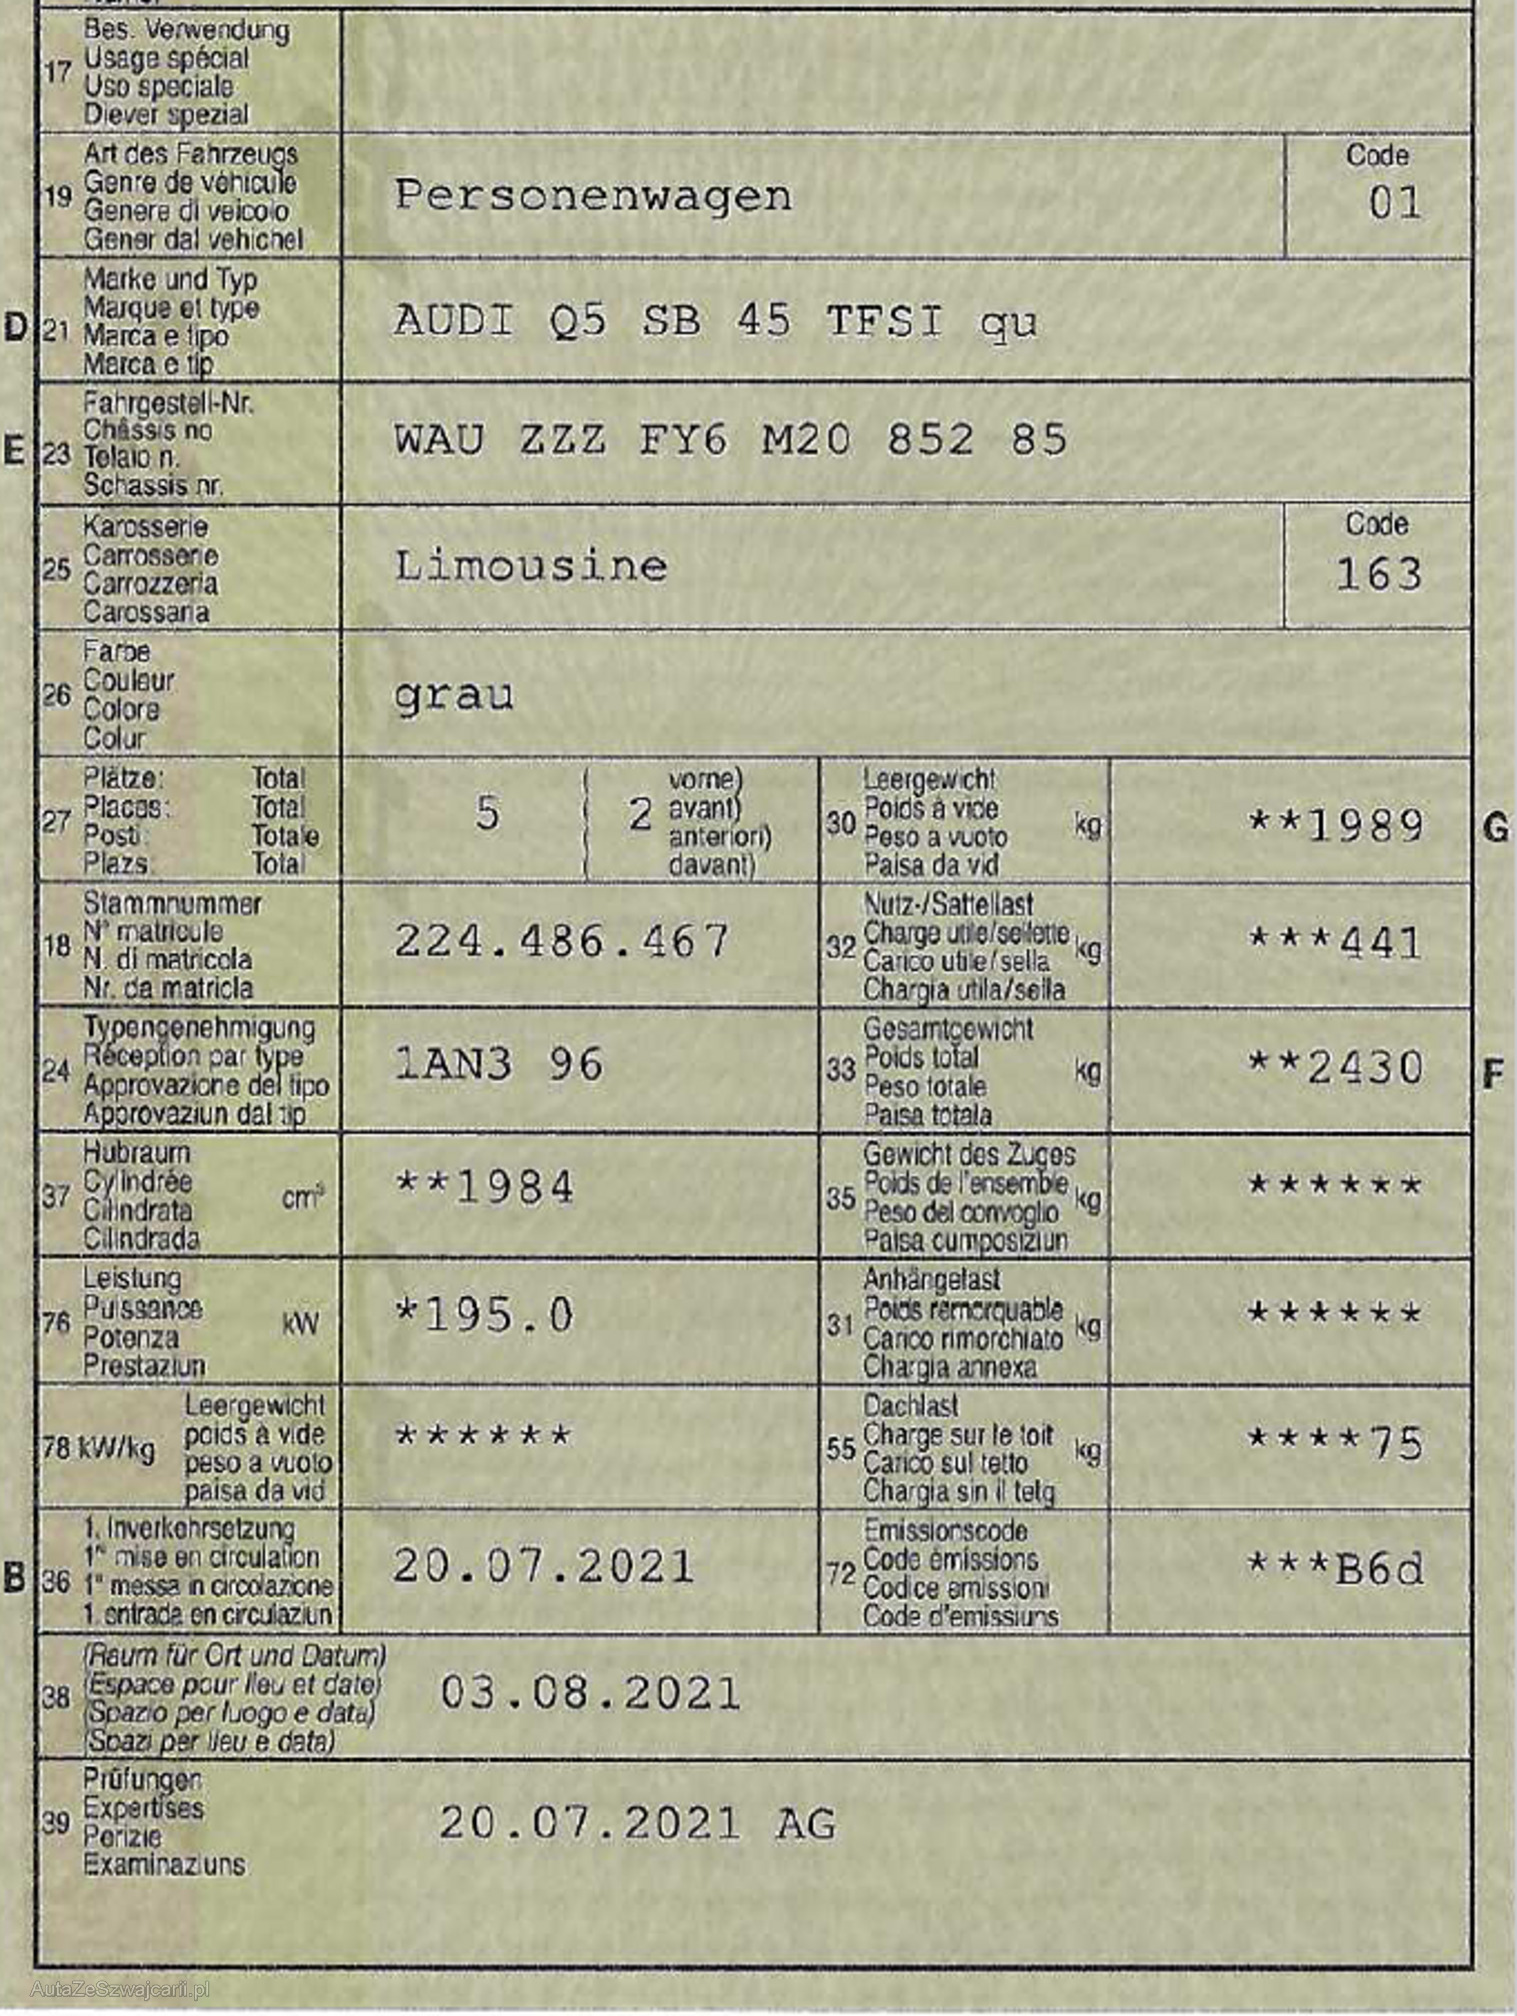 Bes. Verwendung
17 Usage spécial
Uso speciale
Diever spezial
Art des Fahrzeugs
19 Genre de véhicule
Genere di veicolo
Gener dal vehichel
Personenwagen
Code
01
Marke und Typ
D 21 Marque et type
Marca e tipo
Marca e tip
AUDI Q5 SB 45 TFSI qu
Fahrgestell-Nr.
E 23 Châssis no
Telaio n.
Schassis nr.
WAU ZZZ FY6 M20 852 85
Karosserie
25 Carrosserie
Carrozzeria
Carossaria
Limousine
Code
163
Farbe
26 Couleur
Colore
Colur
grau
Plätze: Total
27 Places: Total
Posti: Totale
Plazs: Total
5 ( 2 vorne)
avant)
anteriori)
davant)
Leergewicht
30 Poids à vide kg
Peso a vuoto
Paisa da vid
**1989 G
Stammnummer
18 N° matricule
N. di matricola
Nr. da matricla
224.486.467
Nutz-/Sattellast
32 Charge utile/sellette kg
Carico utile/sella
Chargia utila/sella
***441
Typengenehmigung
24 Réception par type
Approvazione del tipo
Approvaziun dal tip
1AN3 96
Gesamtgewicht
33 Poids total kg
Peso totale
Paisa totala
**2430 F
Hubraum
37 Cylindrée cm³
Cilindrata
Cilindrada
**1984
Gewicht des Zuges
35 Poids de l'ensemble kg
Peso del convoglio
Paisa cumposiziun
******
Leistung
76 Puissance kW
Potenza
Prestaziun
*195.0
Anhängelast
31 Poids remorquable kg
Carico rimorchiato
Chargia annexa
******
Leergewicht
78 kW/kg poids à vide
peso a vuoto
paisa da vid
******
Dachlast
55 Charge sur le toit kg
Carico sul tetto
Chargia sin il tetg
****75
1. Inverkehrsetzung
B 36 1re mise en circulation
1a messa in circolazione
1. entrada en circulaziun
20.07.2021
Emissionscode
72 Code émissions
Codice emissioni
Code d'emissiuns
***B6d
(Raum für Ort und Datum)
38 (Espace pour lieu et date)
(Spazio per luogo e data)
(Spazi per lieu e data)
03.08.2021
Prüfungen
39 Expertises
Perizie
Examinaziuns
20.07.2021 AG
AutaZeSzwajcarii.pl